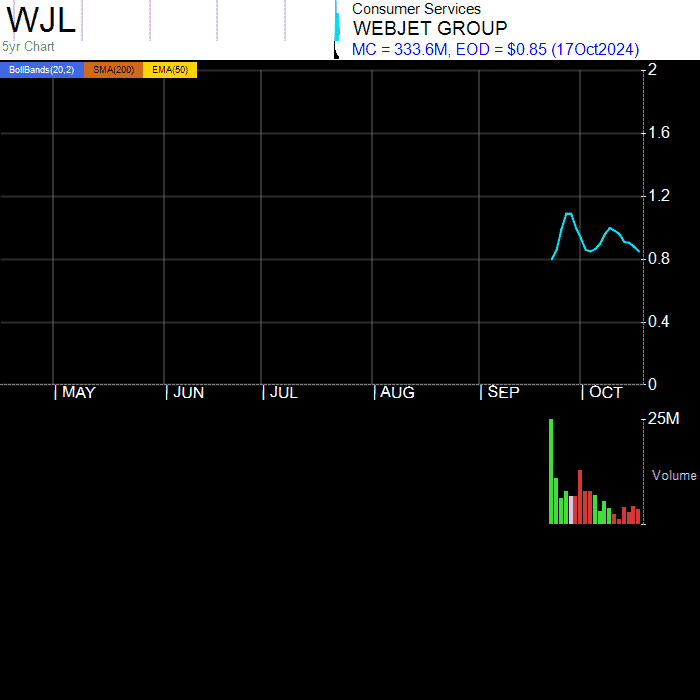 WJL
5yr Chart
Consumer Services
WEBJET GROUP
MC = 333.6M, EOD = $0.85 (17Oct2024)
BollBands(20,2) SMA(200) EMA(50)
2
1.6
1.2
0.8
0.4
0
| MAY | JUN | JUL | AUG | SEP | OCT
25M
Volume